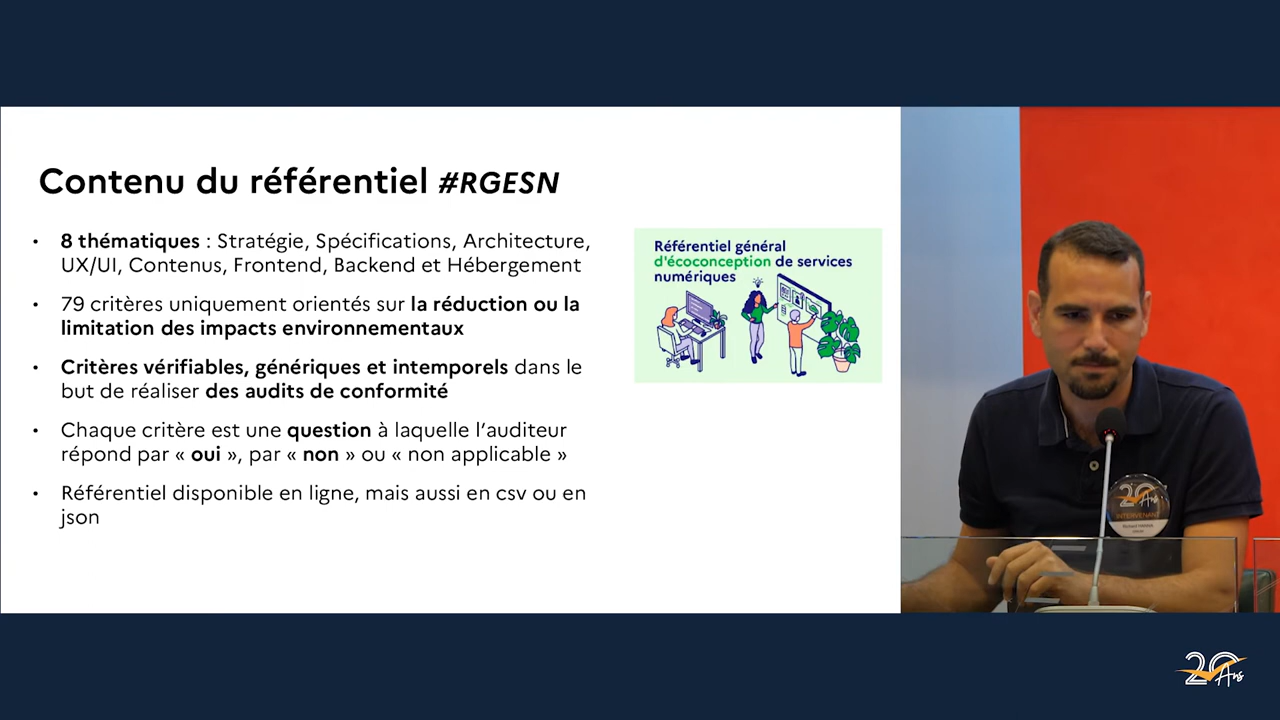 Contenu du référentiel #RGESN
• 8 thématiques : Stratégie, Spécifications, Architecture,
UX/UI, Contenus, Frontend, Backend et Hébergement
• 79 critères uniquement orientés sur la réduction ou la
limitation des impacts environnementaux
• Critères vérifiables, génériques et intemporels dans le
but de réaliser des audits de conformité
• Chaque critère est une question à laquelle l’auditeur
répond par « oui », par « non » ou « non applicable »
• Référentiel disponible en ligne, mais aussi en csv ou en
json
Référentiel général
d'écoconception de services
numériques
20 Ans
INTERVENANT
20 Ans